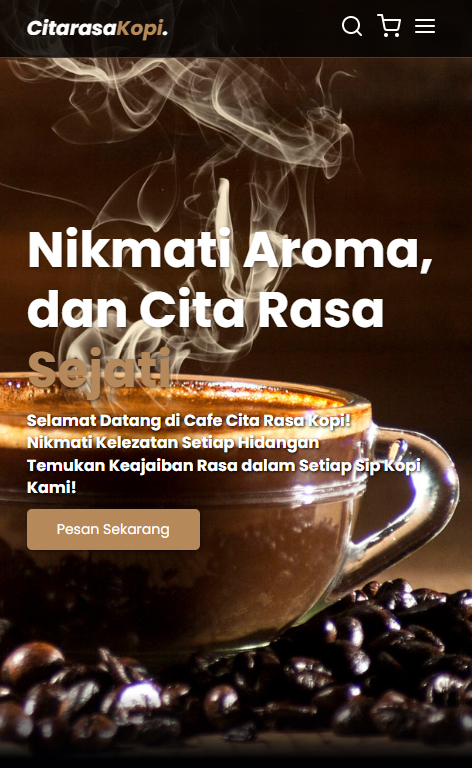 CitarasaKopi.
Nikmati Aroma,
dan Cita Rasa
Sejati
Selamat Datang di Cafe Cita Rasa Kopi!
Nikmati Kelezatan Setiap Hidangan
Temukan Keajaiban Rasa dalam Setiap Sip Kopi
Kami!
Pesan Sekarang